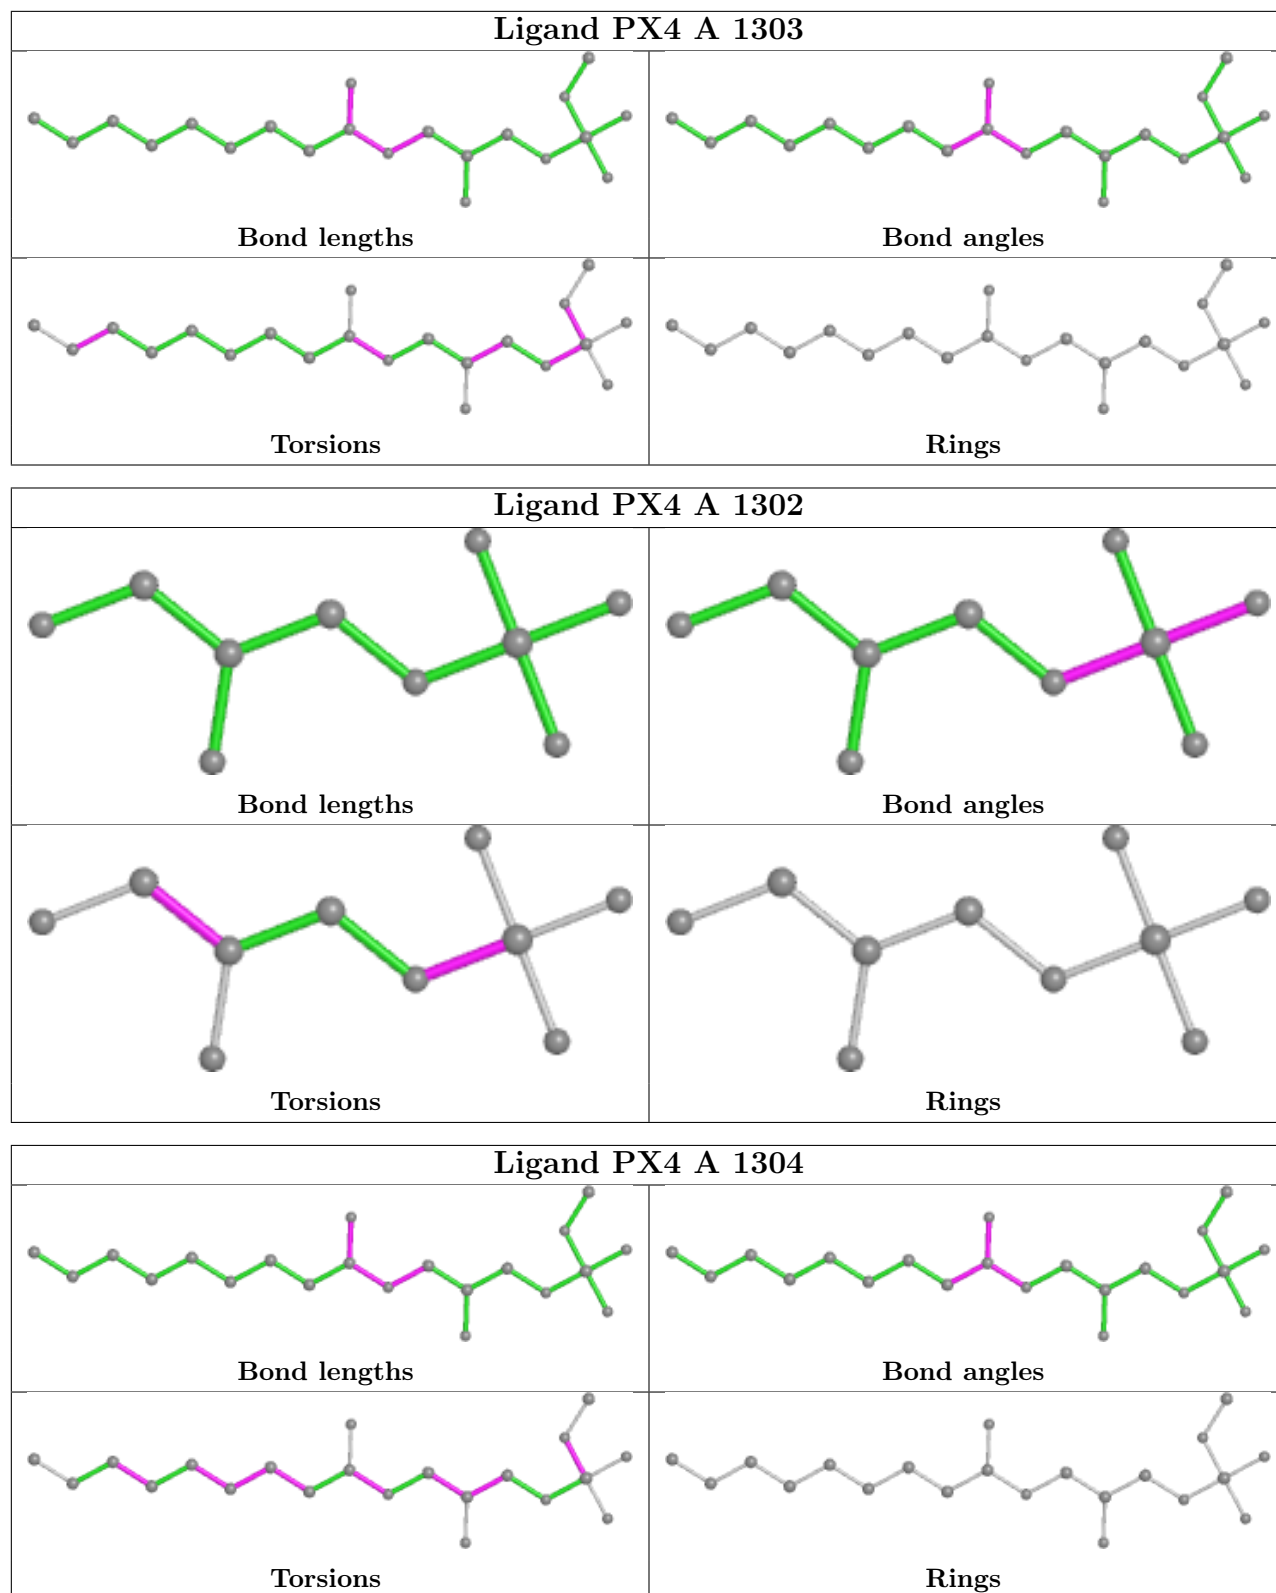 Ligand PX4 A 1303
Bond lengths
Bond angles
Torsions
Rings
Ligand PX4 A 1302
Bond lengths
Bond angles
Torsions
Rings
Ligand PX4 A 1304
Bond lengths
Bond angles
Torsions
Rings